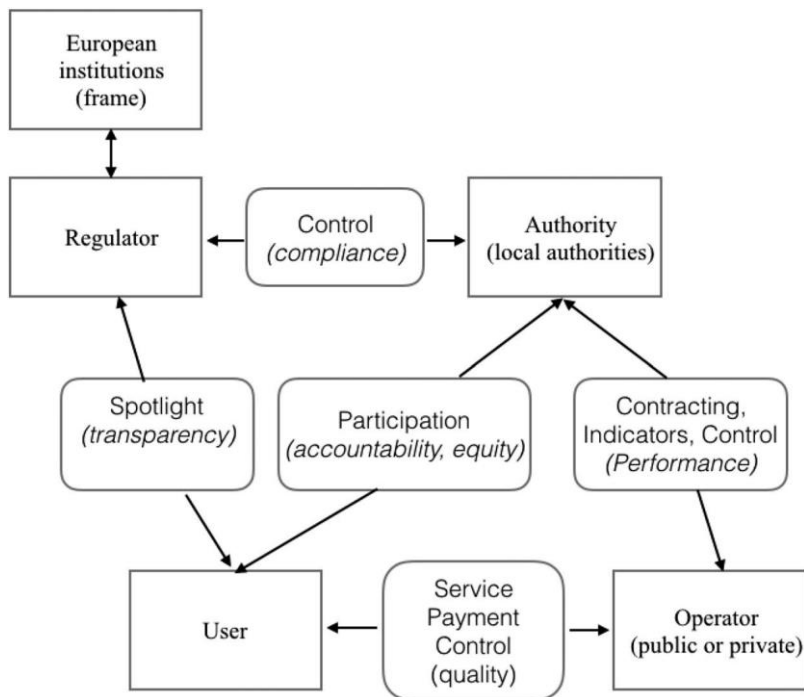 European
institutions
(frame)
Regulator
Control
(compliance)
Authority
(local authorities)
Spotlight
(transparency)
Participation
(accountability, equity)
Contracting,
Indicators, Control
(Performance)
User
Service
Payment
Control
(quality)
Operator
(public or private)